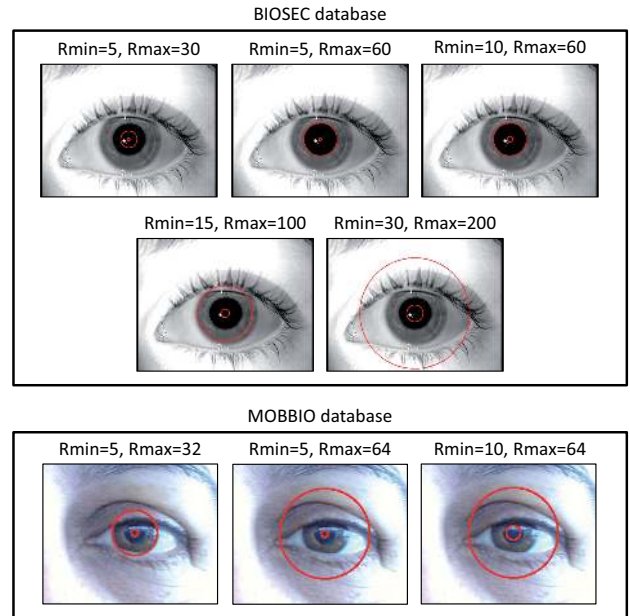 BIOSEC database
Rmin=5, Rmax=30
Rmin=5, Rmax=60
Rmin=10, Rmax=60
Rmin=15, Rmax=100
Rmin=30, Rmax=200
MOBBIO database
Rmin=5, Rmax=32
Rmin=5, Rmax=64
Rmin=10, Rmax=64